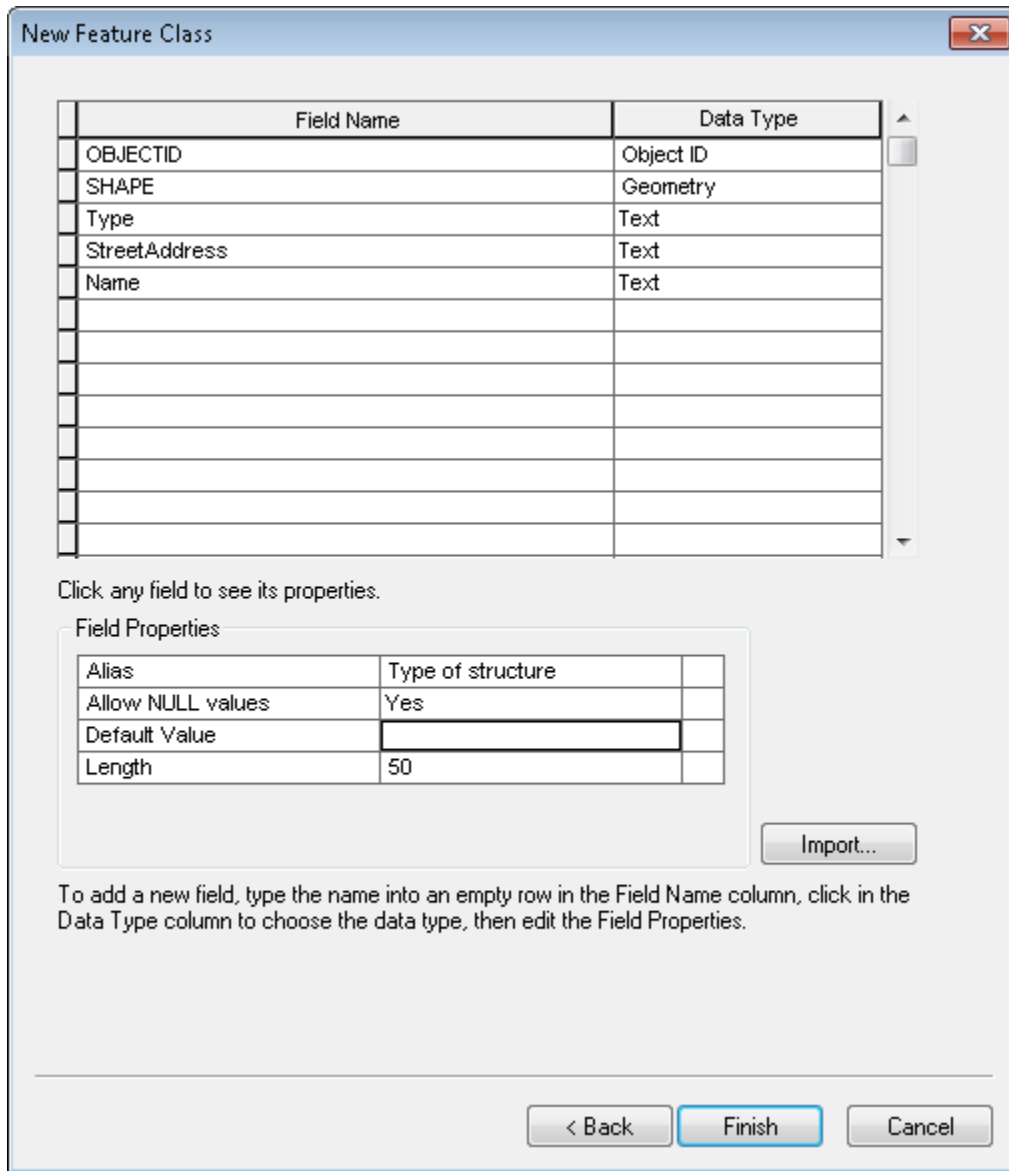 New Feature Class
Field Name Data Type
OBJECTID Object ID
SHAPE Geometry
Type Text
StreetAddress Text
Name Text
Click any field to see its properties.
Field Properties
Alias Type of structure
Allow NULL values Yes
Default Value
Length 50
Import...
To add a new field, type the name into an empty row in the Field Name column, click in the
Data Type column to choose the data type, then edit the Field Properties.
< Back Finish Cancel